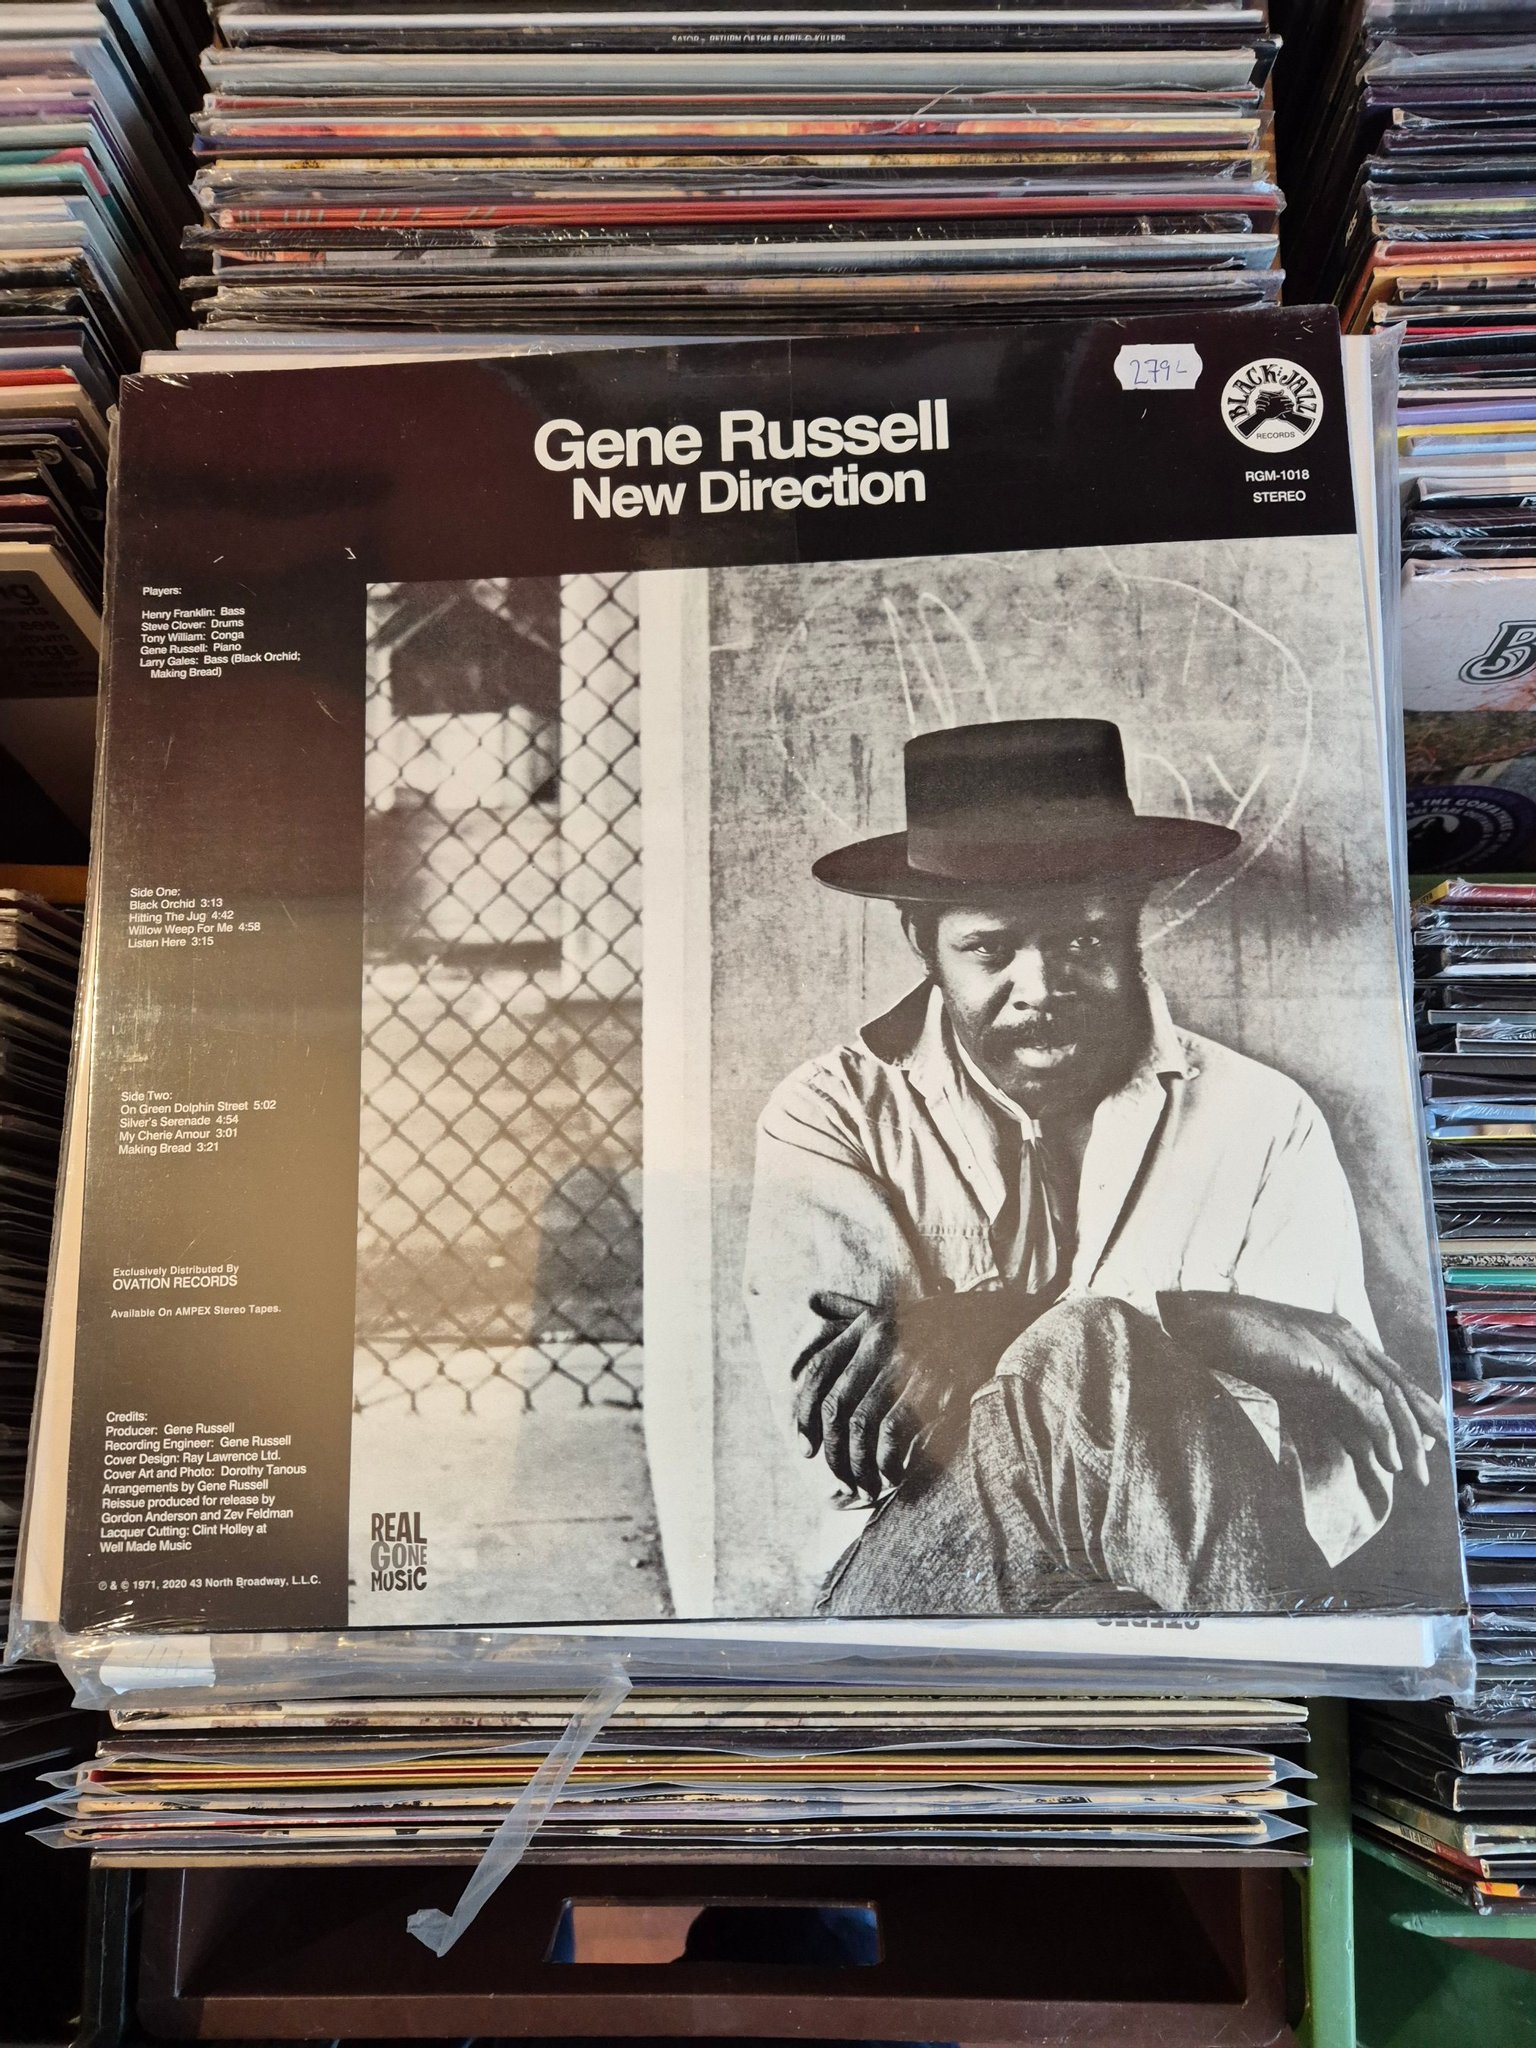 SATOR - RETURN OF THE BARBIE-Q-KILLERS
279-
BLACK JAZZ
RECORDS
RGM-1018
STEREO
Gene Russell
New Direction
Players:
Henry Franklin: Bass
Steve Clover: Drums
Tony William: Conga
Gene Russell: Piano
Larry Gales: Bass (Black Orchid;
Making Bread)
Side One:
Black Orchid 3:13
Hitting The Jug 4:42
Willow Weep For Me 4:58
Listen Here 3:15
Side Two:
On Green Dolphin Street 5:02
Silver's Serenade 4:54
My Cherie Amour 3:01
Making Bread 3:21
Exclusively Distributed By
OVATION RECORDS
Available On AMPEX Stereo Tapes.
Credits:
Producer: Gene Russell
Recording Engineer: Gene Russell
Cover Design: Ray Lawrence Ltd.
Cover Art and Photo: Dorothy Tanous
Arrangements by Gene Russell
Reissue produced for release by
Gordon Anderson and Zev Feldman
Lacquer Cutting: Clint Holley at
Well Made Music
℗ & © 1971, 2020 43 North Broadway, L.L.C.
REAL
GONE
MUSIC
STEREO